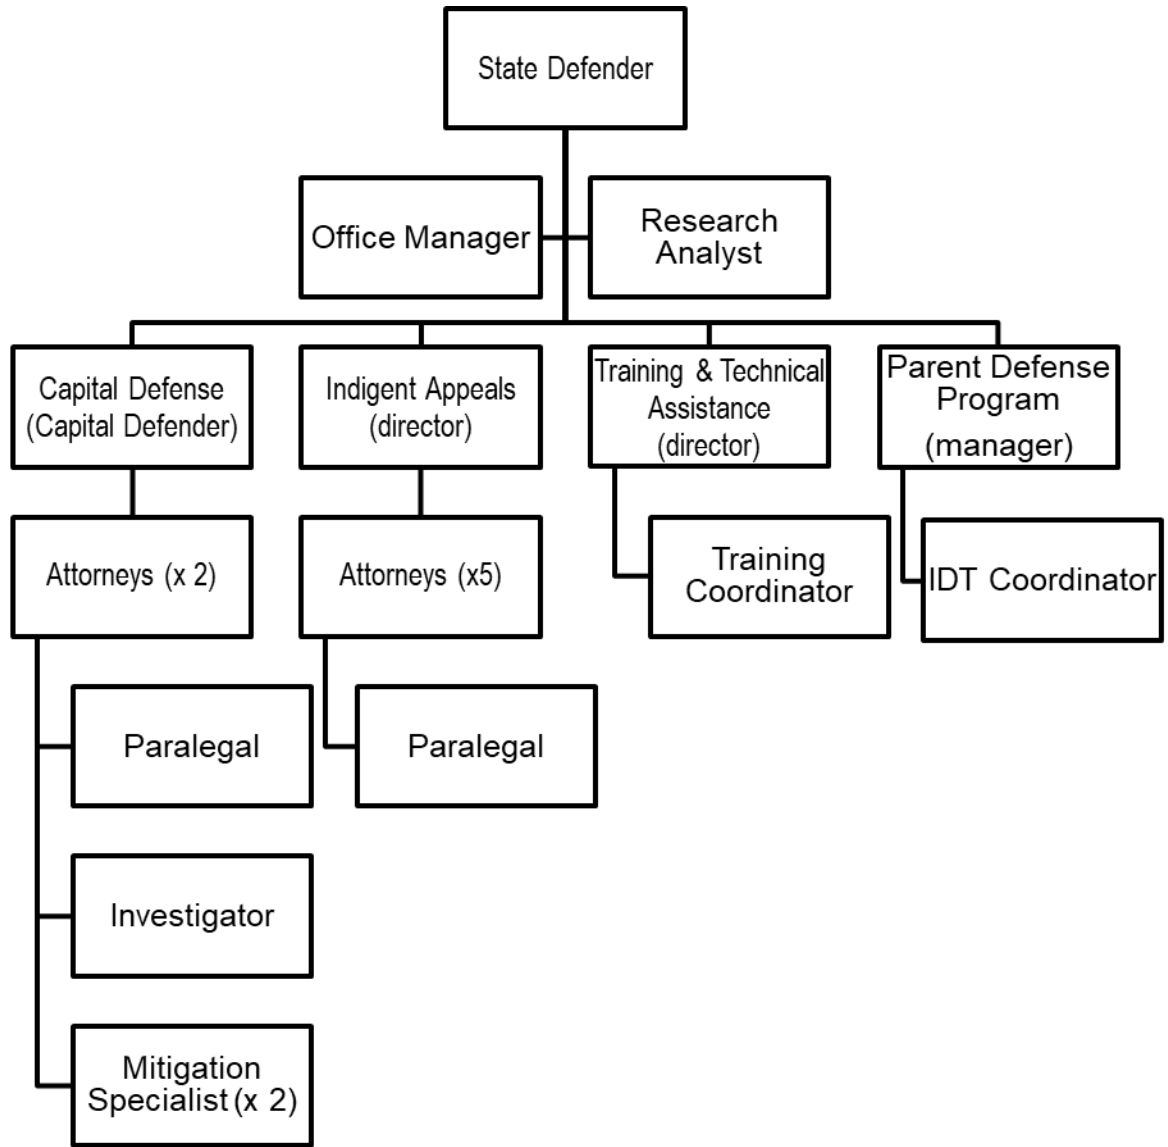 State Defender
Office Manager
Research
Analyst
Capital Defense
(Capital Defender)
Indigent Appeals
(director)
Training & Technical
Assistance
(director)
Parent Defense
Program
(manager)
Attorneys (x 2)
Attorneys (x5)
Training
Coordinator
IDT Coordinator
Paralegal
Paralegal
Investigator
Mitigation
Specialist (x 2)